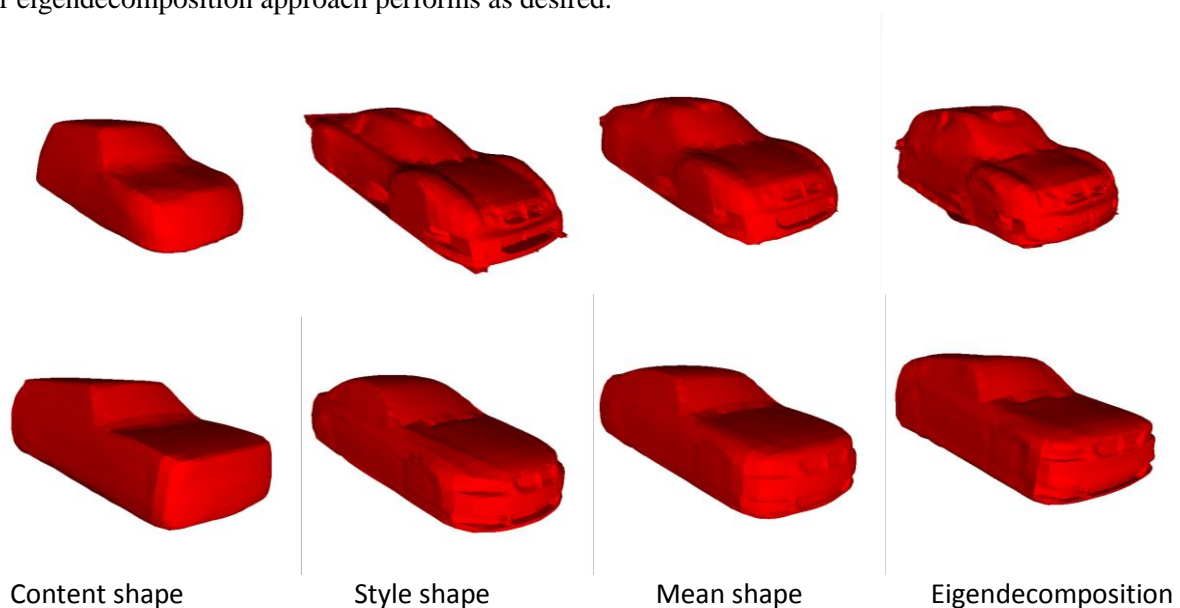 eigendecomposition approach performs as desired.
Content shape Style shape Mean shape Eigendecomposition